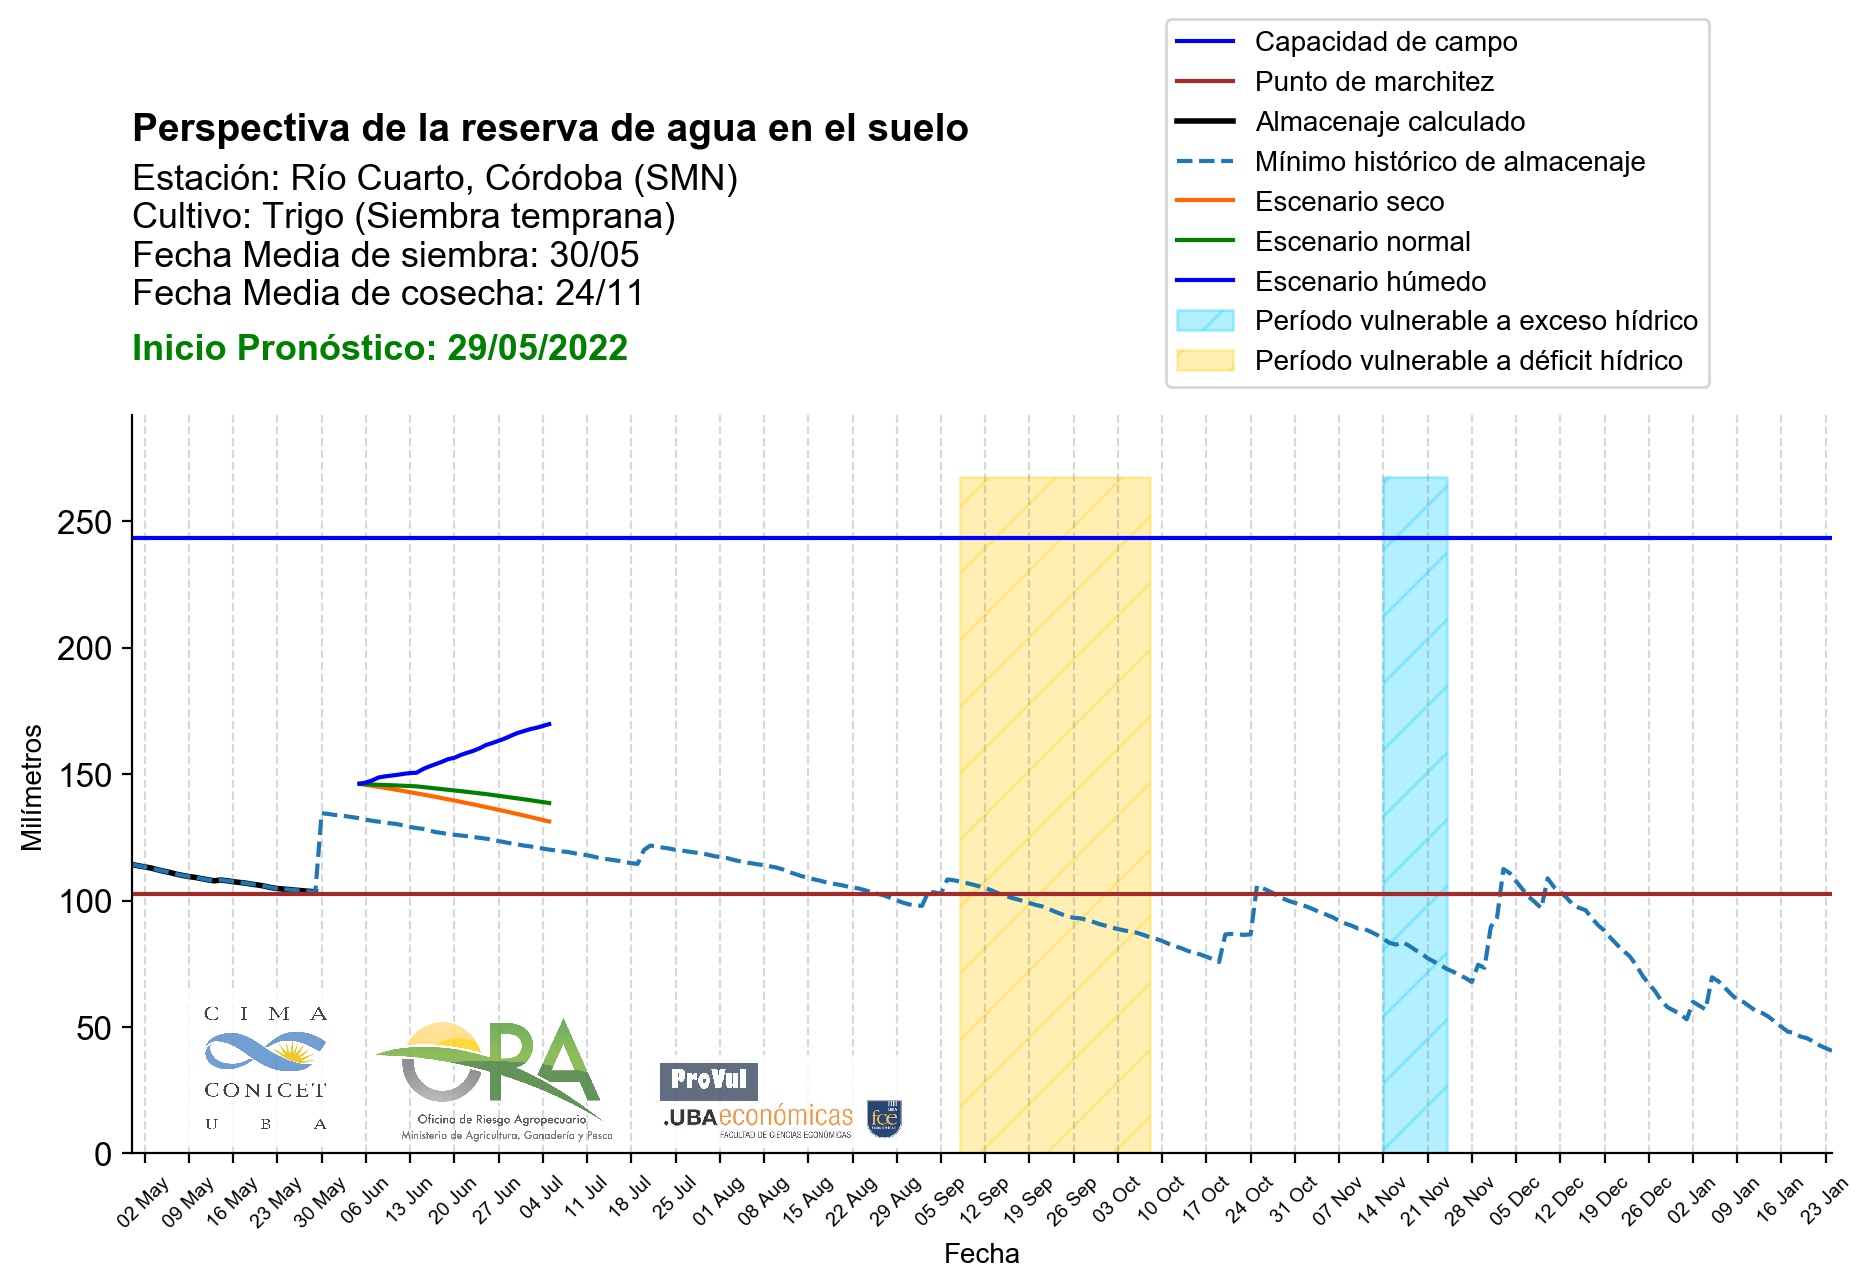 Capacidad de campo
Punto de marchitez
Almacenaje calculado
Mínimo histórico de almacenaje
Escenario seco
Escenario normal
Escenario húmedo
Período vulnerable a exceso hídrico
Período vulnerable a déficit hídrico
Perspectiva de la reserva de agua en el suelo
Estación: Río Cuarto, Córdoba (SMN)
Cultivo: Trigo (Siembra temprana)
Fecha Media de siembra: 30/05
Fecha Media de cosecha: 24/11
Inicio Pronóstico: 29/05/2022
Milímetros
250
200
150
100
50
0
CIMA
CONICET
UBA
ORA
Oficina de Riesgo Agropecuario
Ministerio de Agricultura, Ganadería y Pesca
ProVul
.UBAeconómicas
FACULTAD DE CIENCIAS ECONÓMICAS
fce
02 May
09 May
16 May
23 May
30 May
06 Jun
13 Jun
20 Jun
27 Jun
04 Jul
11 Jul
18 Jul
25 Jul
01 Aug
08 Aug
15 Aug
22 Aug
29 Aug
05 Sep
12 Sep
19 Sep
26 Sep
03 Oct
10 Oct
17 Oct
24 Oct
31 Oct
07 Nov
14 Nov
21 Nov
28 Nov
05 Dec
12 Dec
19 Dec
26 Dec
02 Jan
09 Jan
16 Jan
23 Jan
Fecha